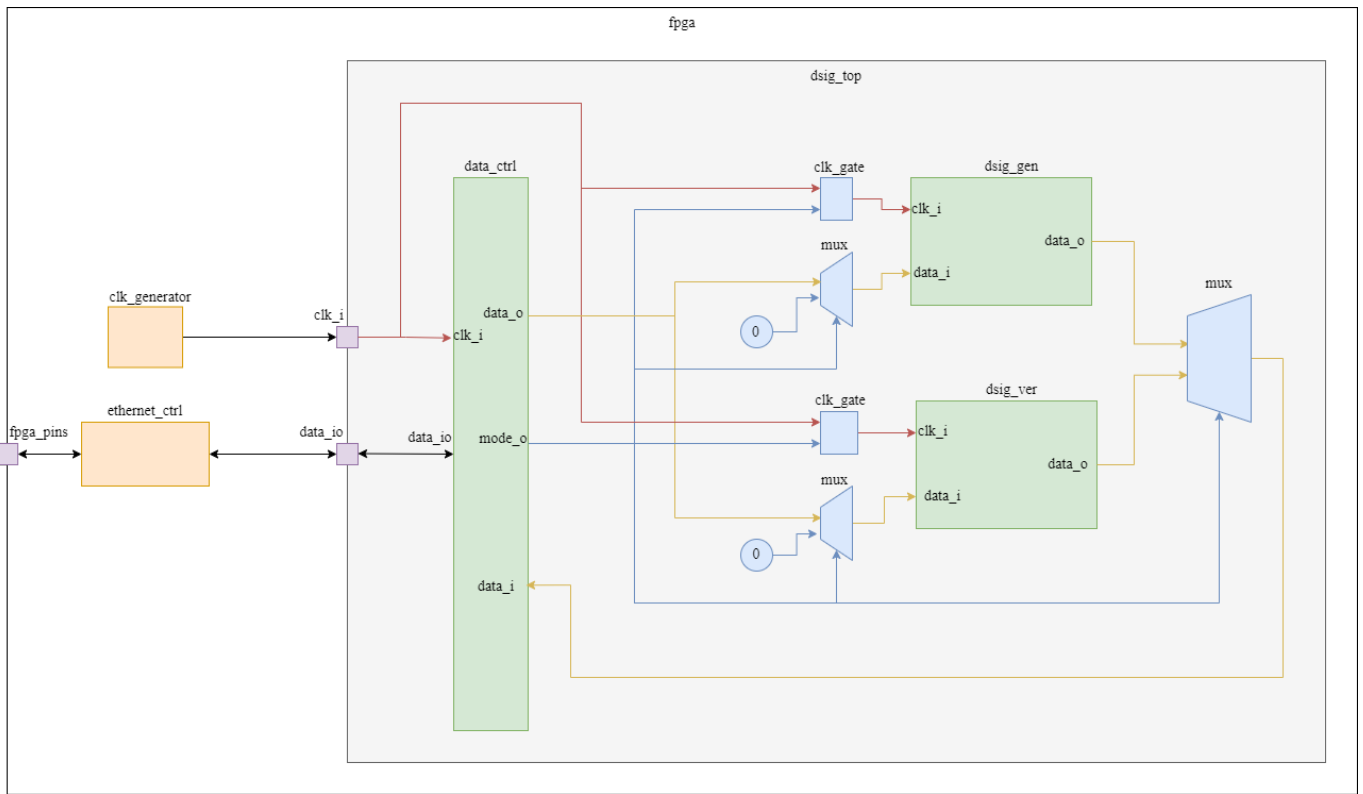 fpga
dsig_top
data_ctrl
clk_gate
dsig_gen
clk_i
data_o
mux
data_i
mux
clk_generator
clk_i
data_o
clk_i
0
dsig_ver
clk_gate
ethernet_ctrl
fpga_pins
data_io
data_io
mode_o
clk_i
data_o
mux
data_i
0
data_i